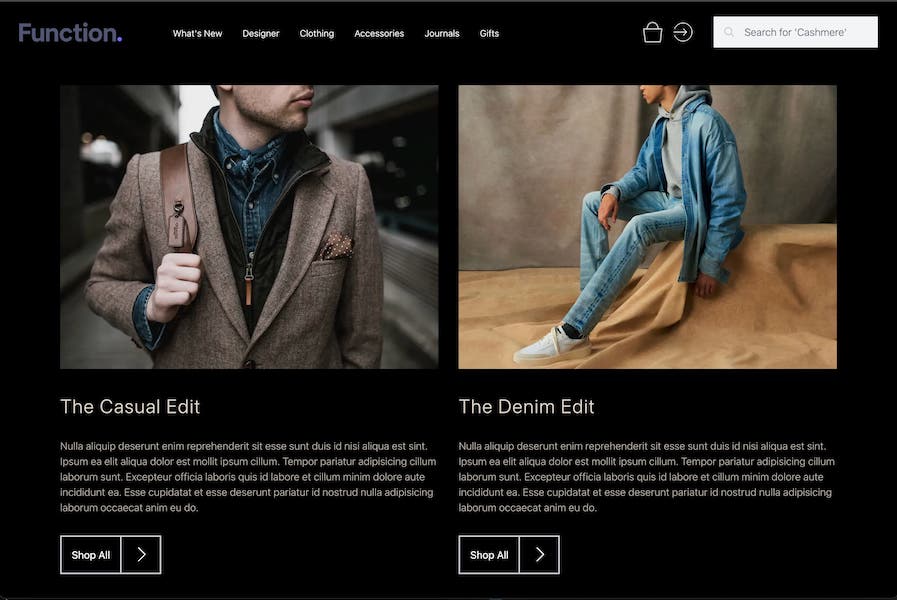 Function.
What's New
Designer
Clothing
Accessories
Journals
Gifts
Search for 'Cashmere'
The Casual Edit
Nulla aliquip deserunt enim reprehenderit sit esse sunt duis id nisi aliqua est sint.
Ipsum ea elit aliqua dolor est mollit ipsum cillum. Tempor pariatur adipisicing cillum
laborum sunt. Excepteur officia laboris quis id labore et cillum minim dolore aute
incididunt ea. Esse cupidatat et esse deserunt pariatur id nostrud nulla adipisicing
laborum occaecat anim eu do.
Shop All
The Denim Edit
Nulla aliquip deserunt enim reprehenderit sit esse sunt duis id nisi aliqua est sint.
Ipsum ea elit aliqua dolor est mollit ipsum cillum. Tempor pariatur adipisicing cillum
laborum sunt. Excepteur officia laboris quis id labore et cillum minim dolore aute
incididunt ea. Esse cupidatat et esse deserunt pariatur id nostrud nulla adipisicing
laborum occaecat anim eu do.
Shop All